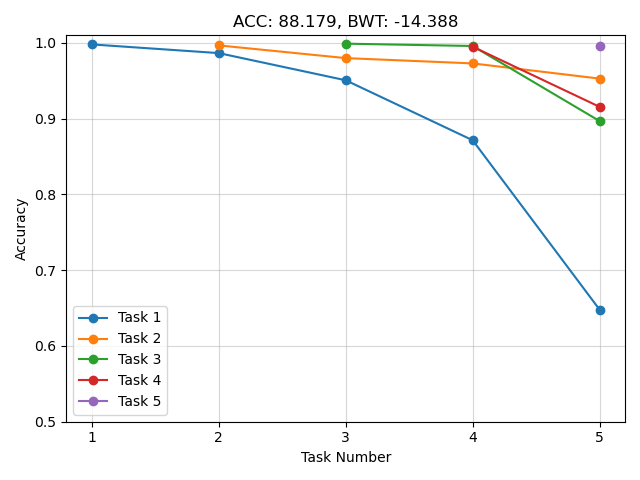 ACC: 88.179, BWT: -14.388
1.0
0.9
0.8
0.7
0.6
0.5
Accuracy
Task 1
Task 2
Task 3
Task 4
Task 5
1 2 3 4 5
Task Number